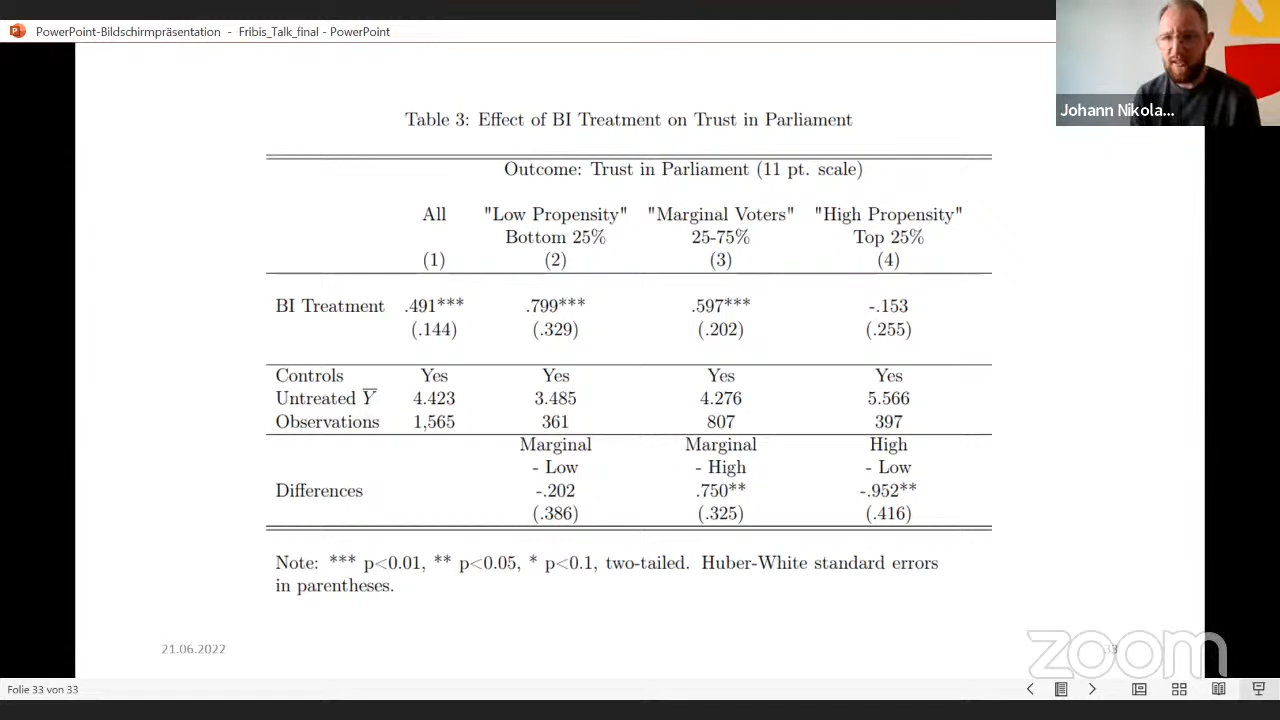 PowerPoint-Bildschirmpräsentation - Fribis_Talk_final - PowerPoint
Johann Nikola...
Table 3: Effect of BI Treatment on Trust in Parliament
Outcome: Trust in Parliament (11 pt. scale)
All "Low Propensity" "Marginal Voters" "High Propensity"
Bottom 25% 25-75% Top 25%
(1) (2) (3) (4)
BI Treatment .491*** .799*** .597*** -.153
(.144) (.329) (.202) (.255)
Controls Yes Yes Yes Yes
Untreated Y̅ 4.423 3.485 4.276 5.566
Observations 1,565 361 807 397
Marginal Marginal High
- Low - High - Low
Differences -.202 .750** -.952**
(.386) (.325) (.416)
Note: *** p<0.01, ** p<0.05, * p<0.1, two-tailed. Huber-White standard errors
in parentheses.
21.06.2022 33
zoom
Folie 33 von 33